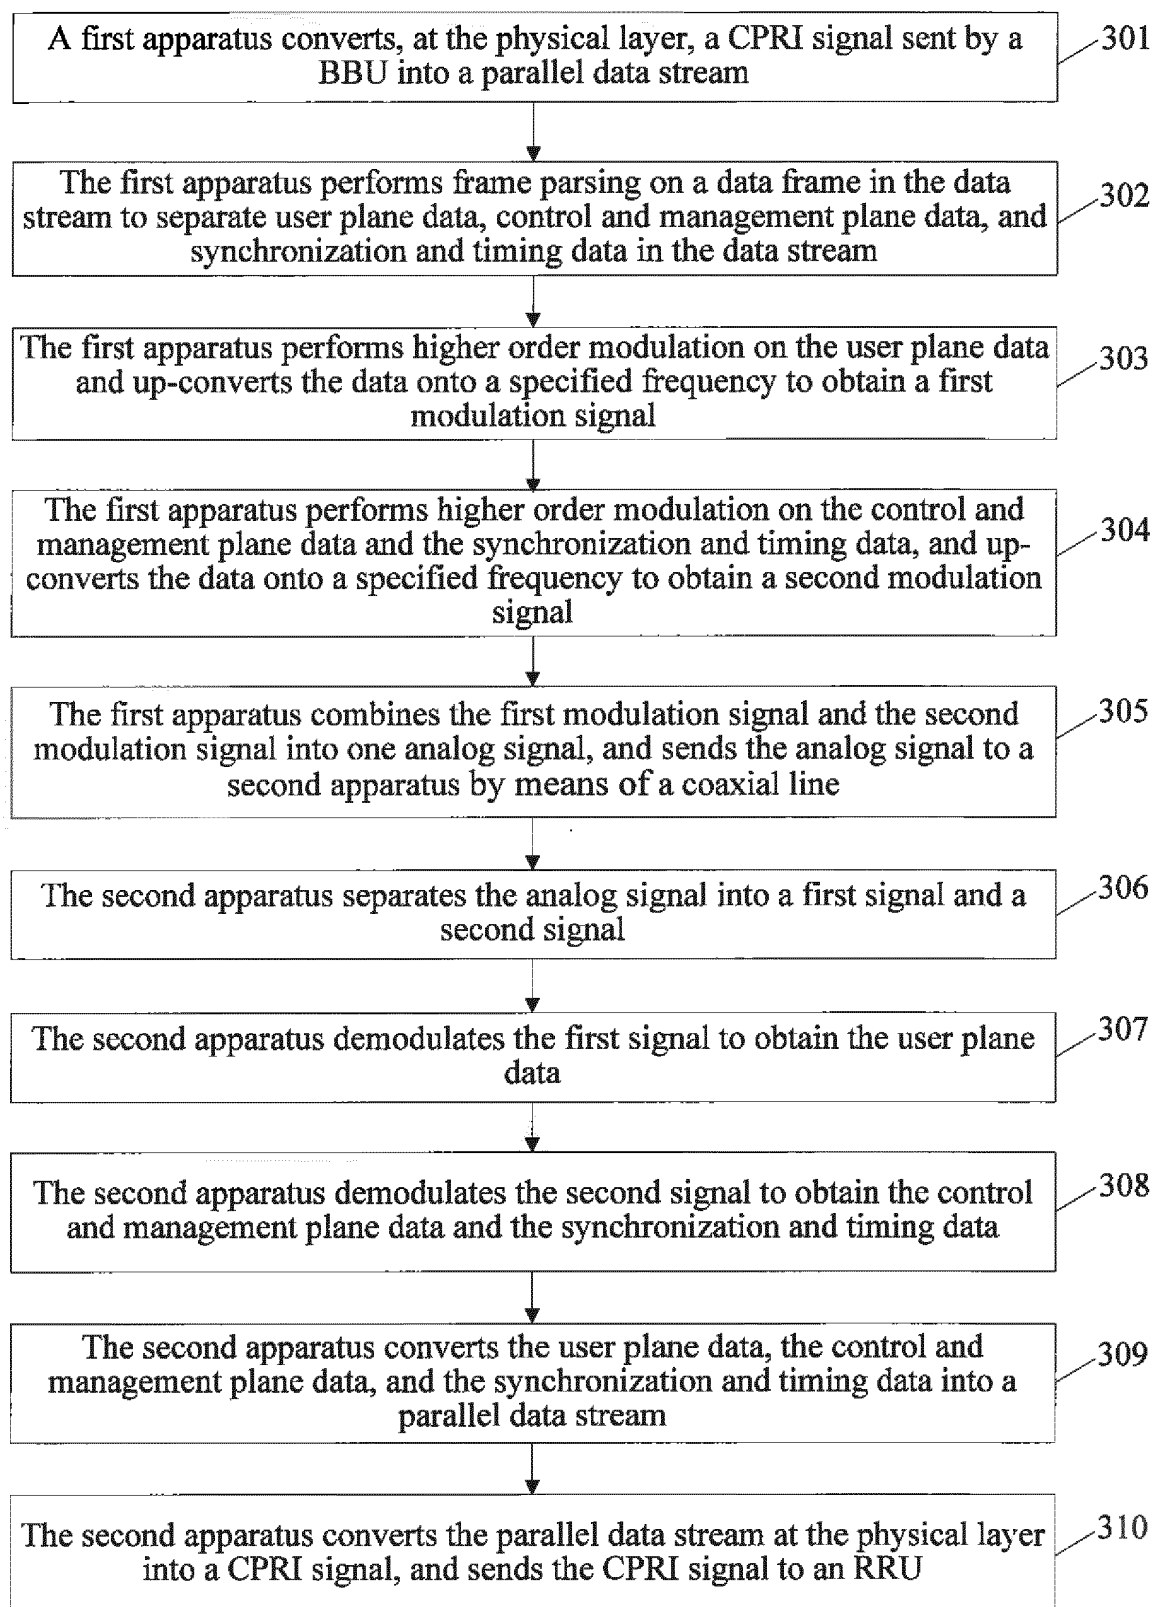 A first apparatus converts, at the physical layer, a CPRI signal sent by a
BBU into a parallel data stream
301
The first apparatus performs frame parsing on a data frame in the data
stream to separate user plane data, control and management plane data, and
synchronization and timing data in the data stream
302
The first apparatus performs higher order modulation on the user plane data
and up-converts the data onto a specified frequency to obtain a first
modulation signal
303
The first apparatus performs higher order modulation on the control and
management plane data and the synchronization and timing data, and up-
converts the data onto a specified frequency to obtain a second modulation
signal
304
The first apparatus combines the first modulation signal and the second
modulation signal into one analog signal, and sends the analog signal to a
second apparatus by means of a coaxial line
305
The second apparatus separates the analog signal into a first signal and a
second signal
306
The second apparatus demodulates the first signal to obtain the user plane
data
307
The second apparatus demodulates the second signal to obtain the control
and management plane data and the synchronization and timing data
308
The second apparatus converts the user plane data, the control and
management plane data, and the synchronization and timing data into a
parallel data stream
309
The second apparatus converts the parallel data stream at the physical layer
into a CPRI signal, and sends the CPRI signal to an RRU
310